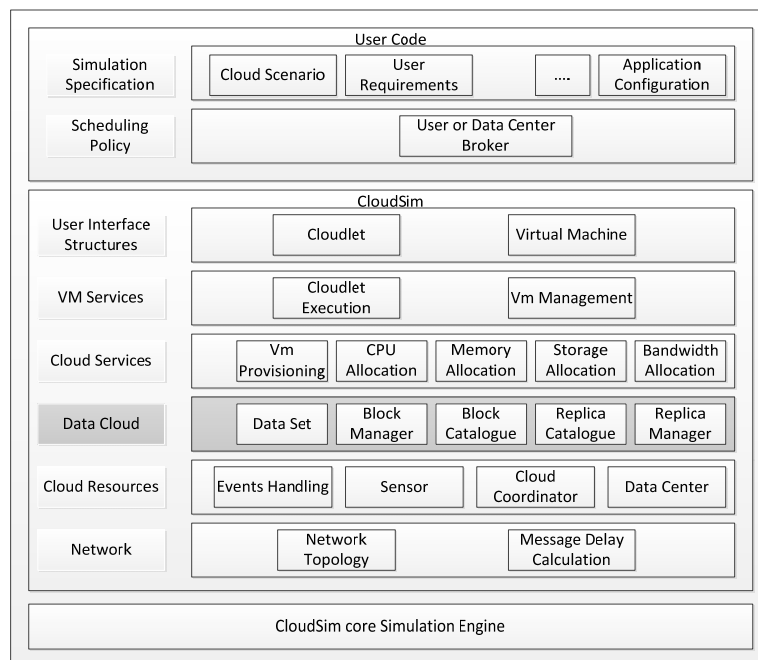 User Code
Simulation
Specification
Cloud Scenario
User
Requirements
....
Application
Configuration
Scheduling
Policy
User or Data Center
Broker
CloudSim
User Interface
Structures
Cloudlet
Virtual Machine
VM Services
Cloudlet
Execution
Vm Management
Cloud Services
Vm
Provisioning
CPU
Allocation
Memory
Allocation
Storage
Allocation
Bandwidth
Allocation
Data Cloud
Data Set
Block
Manager
Block
Catalogue
Replica
Catalogue
Replica
Manager
Cloud Resources
Events Handling
Sensor
Cloud
Coordinator
Data Center
Network
Network
Topology
Message Delay
Calculation
CloudSim core Simulation Engine